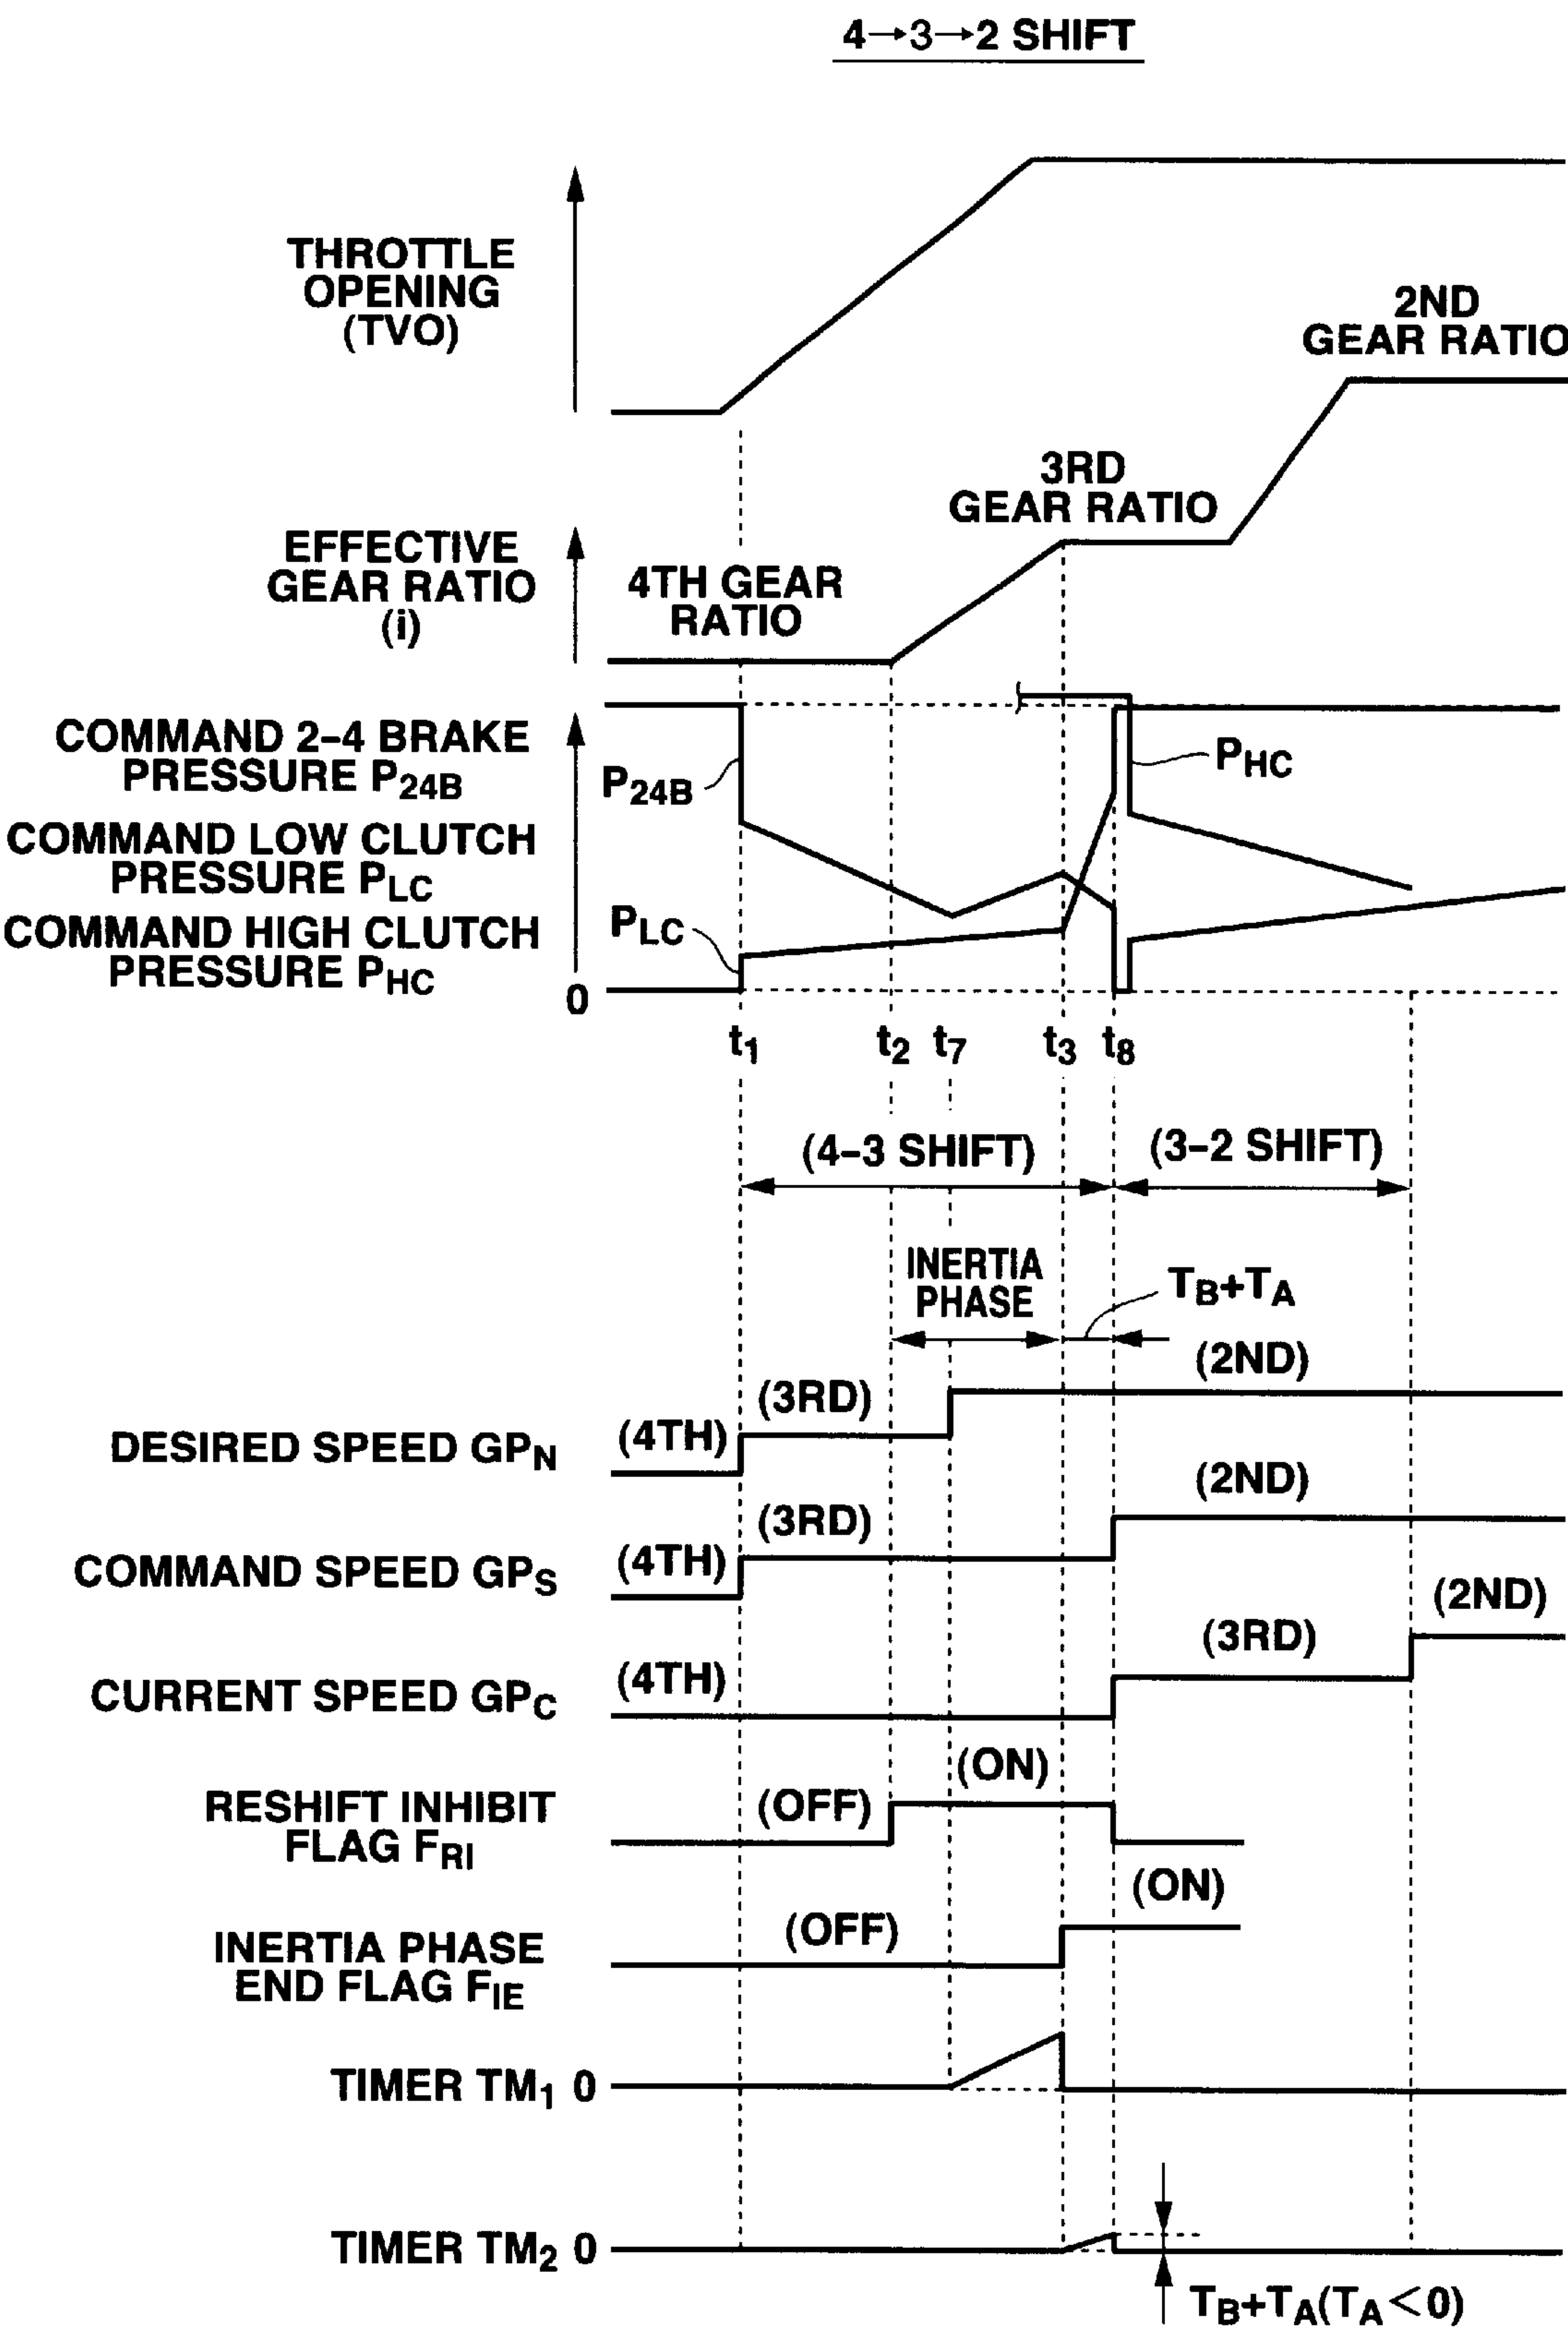 4→3→2 SHIFT
THROTTLE
OPENING
(TVO)
2ND
GEAR RATIO
3RD
GEAR RATIO
EFFECTIVE
GEAR RATIO
(i)
4TH GEAR
RATIO
COMMAND 2-4 BRAKE
PRESSURE P24B
COMMAND LOW CLUTCH
PRESSURE PLC
COMMAND HIGH CLUTCH
PRESSURE PHC
P24B
PHC
PLC
0
t1 t2 t7 t3 t8
(4-3 SHIFT)
(3-2 SHIFT)
INERTIA
PHASE
TB+TA
DESIRED SPEED GPN
(4TH)
(3RD)
(2ND)
COMMAND SPEED GPS
(4TH)
(3RD)
(2ND)
CURRENT SPEED GPC
(4TH)
(3RD)
(2ND)
RESHIFT INHIBIT
FLAG FRI
(OFF)
(ON)
INERTIA PHASE
END FLAG FIE
(OFF)
(ON)
TIMER TM1 0
TIMER TM2 0
TB+TA(TA<0)